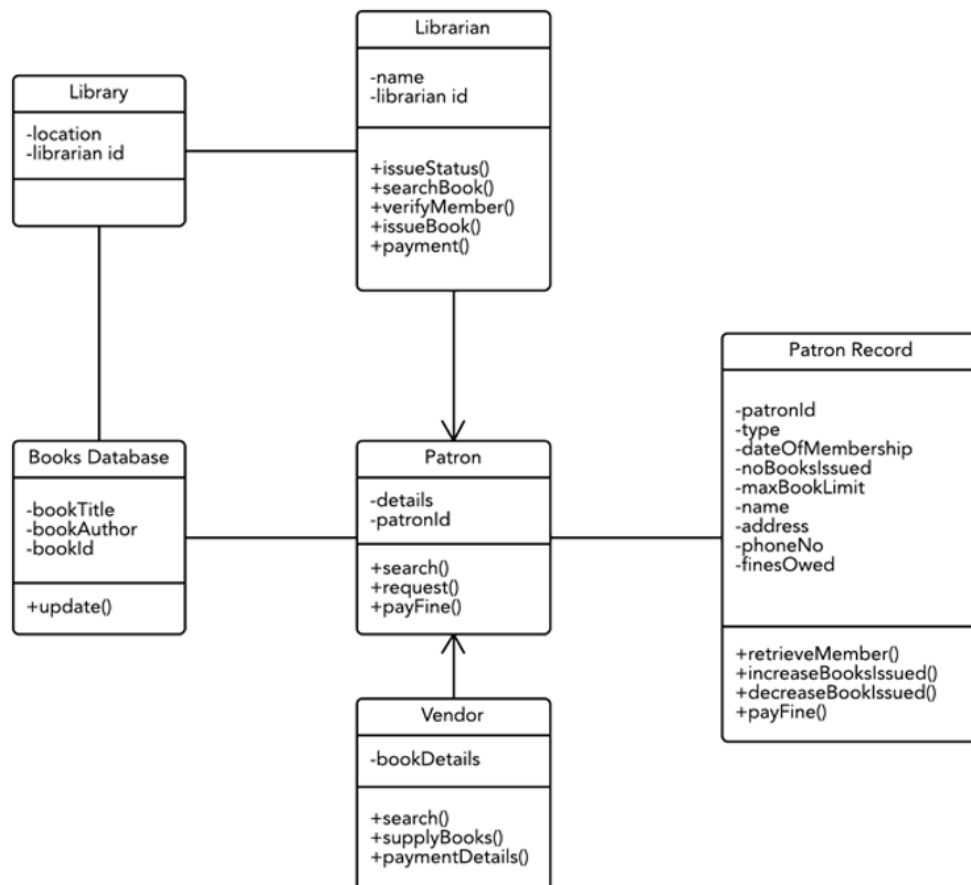 Librarian
-name
-librarian id
+issueStatus()
+searchBook()
+verifyMember()
+issueBook()
+payment()
Library
-location
-librarian id
Patron Record
-patronId
-type
-dateOfMembership
-noBooksIssued
-maxBookLimit
-name
-address
-phoneNo
-finesOwed
+retrieveMember()
+increaseBooksIssued()
+decreaseBookIssued()
+payFine()
Books Database
-bookTitle
-bookAuthor
-bookId
+update()
Patron
-details
-patronId
+search()
+request()
+payFine()
Vendor
-bookDetails
+search()
+supplyBooks()
+paymentDetails()